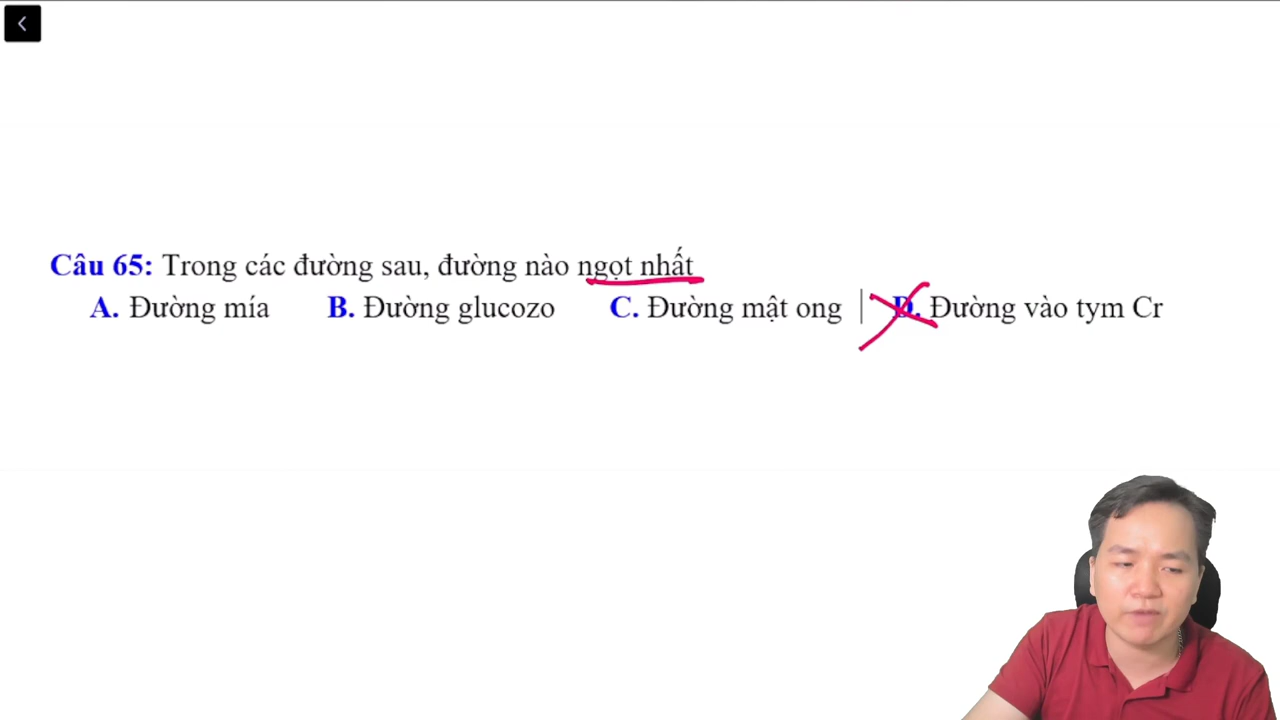 Câu 65: Trong các đường sau, đường nào ngọt nhất
A. Đường mía B. Đường glucozo C. Đường mật ong D. Đường vào tym Cr